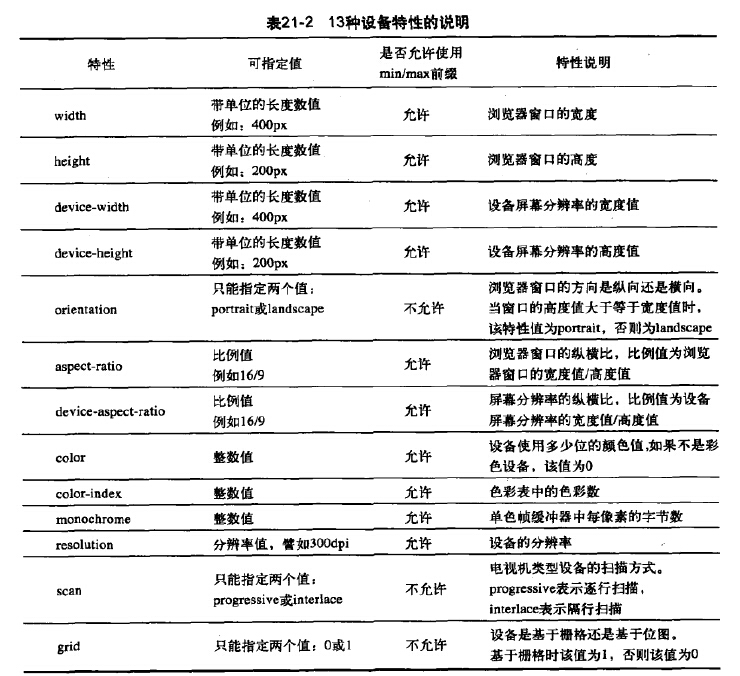 表21-2 13种设备特性的说明
特性 可指定值 是否允许使用 特性说明
min/max前缀
width 带单位的长度数值 允许 浏览器窗口的宽度
例如：400px
height 带单位的长度数值 允许 浏览器窗口的高度
例如：200px
device-width 带单位的长度数值 允许 设备屏幕分辨率的宽度值
例如：400px
device-height 带单位的长度数值 允许 设备屏幕分辨率的高度值
例如：200px
orientation 只能指定两个值： 不允许 浏览器窗口的方向是纵向还是横向。
portrait或landscape 当窗口的高度值大于等于宽度值时，
该特性值为portrait，否则为landscape
aspect-ratio 比例值 允许 浏览器窗口的纵横比，比例值为浏览
例如16/9 器窗口的宽度值/高度值
device-aspect-ratio 比例值 允许 屏幕分辨率的纵横比，比例值为设备
例如16/9 屏幕分辨率的宽度值/高度值
color 整数值 允许 设备使用多少位的颜色值,如果不是彩
色设备，该值为0
color-index 整数值 允许 色彩表中的色彩数
monochrome 整数值 允许 单色帧缓冲器中每像素的字节数
resolution 分辨率值，譬如300dpi 允许 设备的分辨率
scan 只能指定两个值： 不允许 电视机类型设备的扫描方式。
progressive或interlace progressive表示逐行扫描，
interlace表示隔行扫描
grid 只能指定两个值：0或1 不允许 设备是基于栅格还是基于位图。
基于栅格时该值为1，否则该值为0